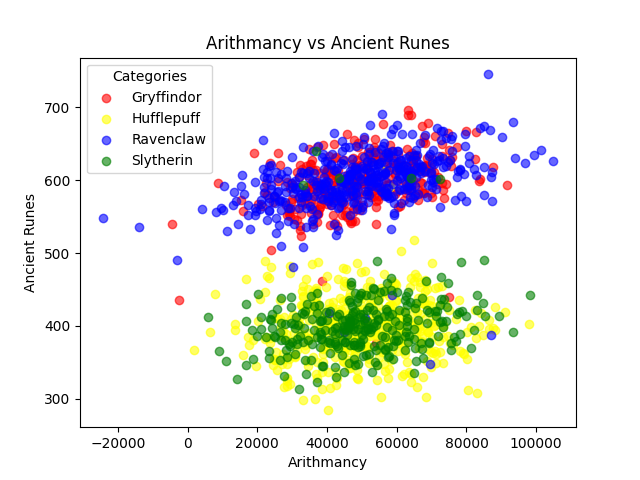 Arithmancy vs Ancient Runes
Categories
Gryffindor
Hufflepuff
Ravenclaw
Slytherin
Ancient Runes
700
600
500
400
300
−20000 0 20000 40000 60000 80000 100000
Arithmancy